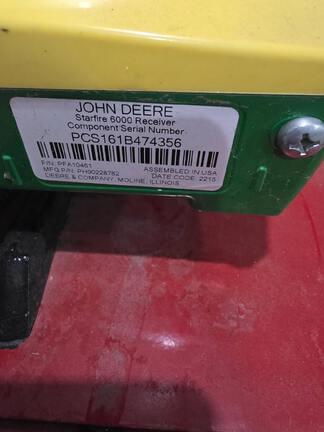 JOHN DEERE
Starfire 6000 Receiver
Component Serial Number
PCS161B474356
P/N: PFA10461 ASSEMBLED IN USA
MFG P/N: PH90228762 DATE CODE: 2215
DEERE & COMPANY, MOLINE, ILLINOIS